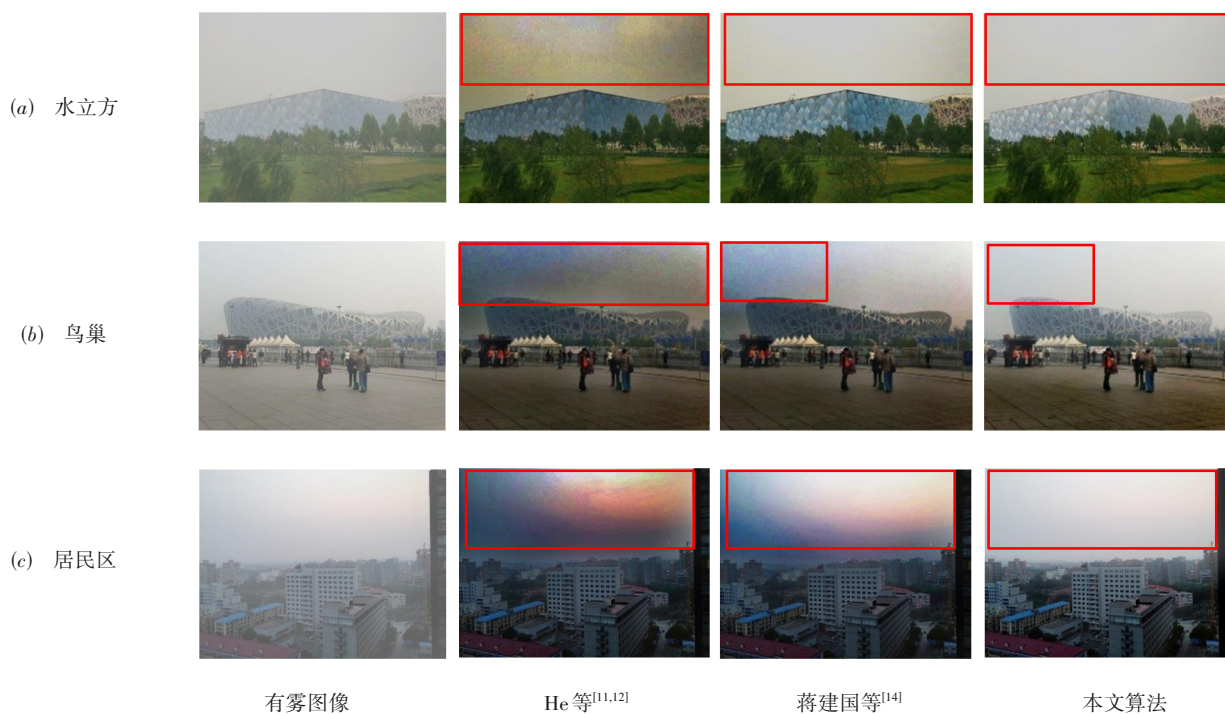 (a) 水立方
(b) 鸟巢
(c) 居民区
有雾图像 He 等[11,12] 蒋建国等[14] 本文算法